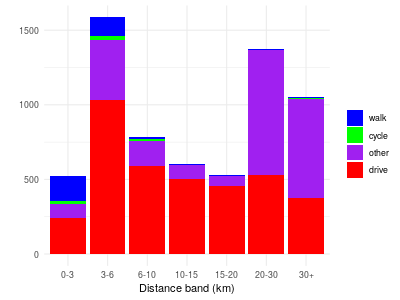 1500
1000
500
0
0-3 3-6 6-10 10-15 15-20 20-30 30+
Distance band (km)
walk
cycle
other
drive